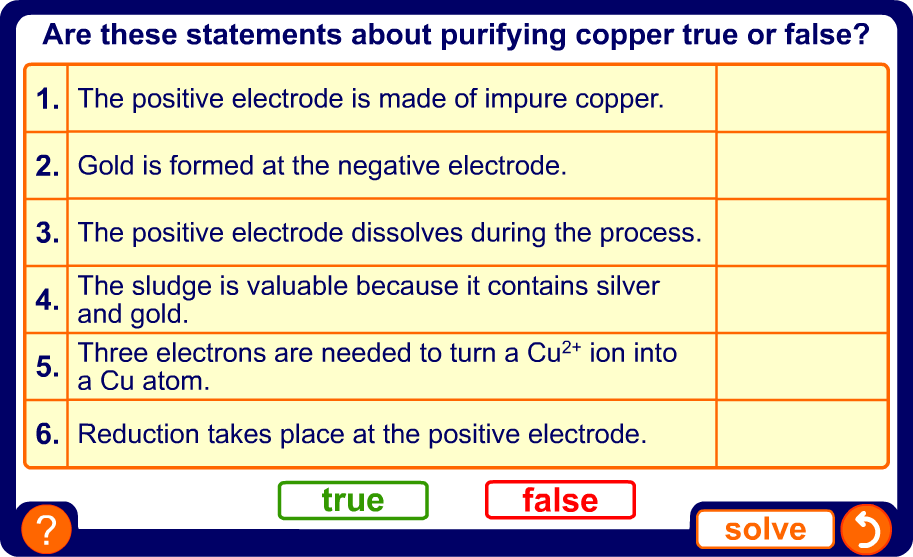 Are these statements about purifying copper true or false?
1. The positive electrode is made of impure copper.
2. Gold is formed at the negative electrode.
3. The positive electrode dissolves during the process.
4. The sludge is valuable because it contains silver
and gold.
5. Three electrons are needed to turn a Cu²⁺ ion into
a Cu atom.
6. Reduction takes place at the positive electrode.
true false
? solve